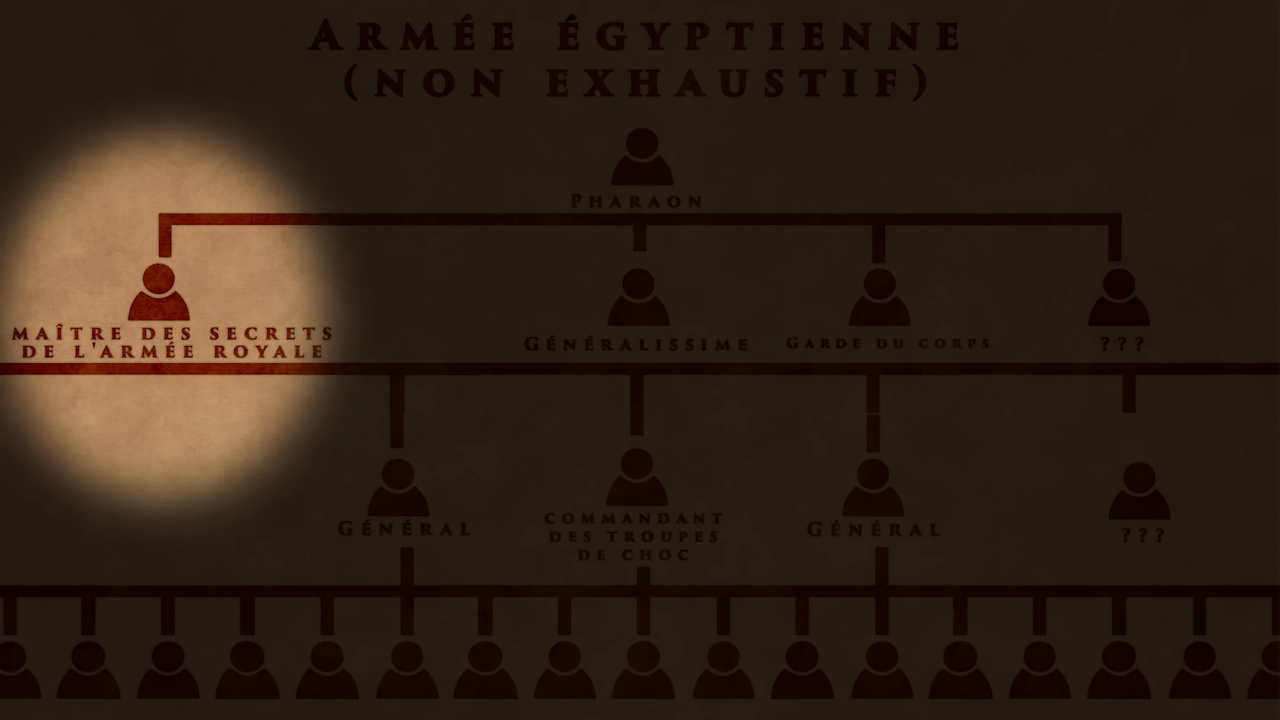 ARMÉE ÉGYPTIENNE
(NON EXHAUSTIF)
PHARAON
MAÎTRE DES SECRETS
DE L'ARMÉE ROYALE
GÉNÉRALISSIME
GARDE DU CORPS
???
GÉNÉRAL
COMMANDANT
DES TROUPES
DE CHOC
GÉNÉRAL
???